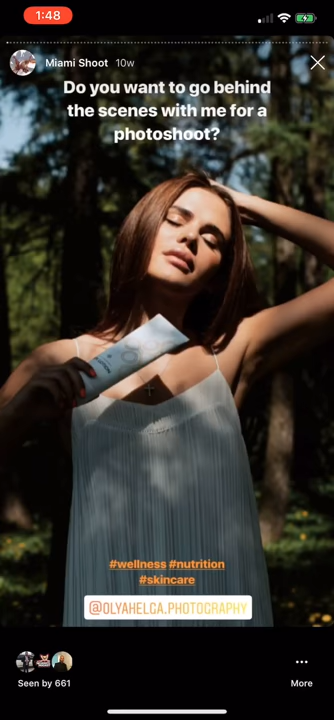 1:48
Miami Shoot 10w
Do you want to go behind
the scenes with me for a
photoshoot?
#wellness #nutrition
#skincare
@OLYAHELGA.PHOTOGRAPHY
Seen by 661
More